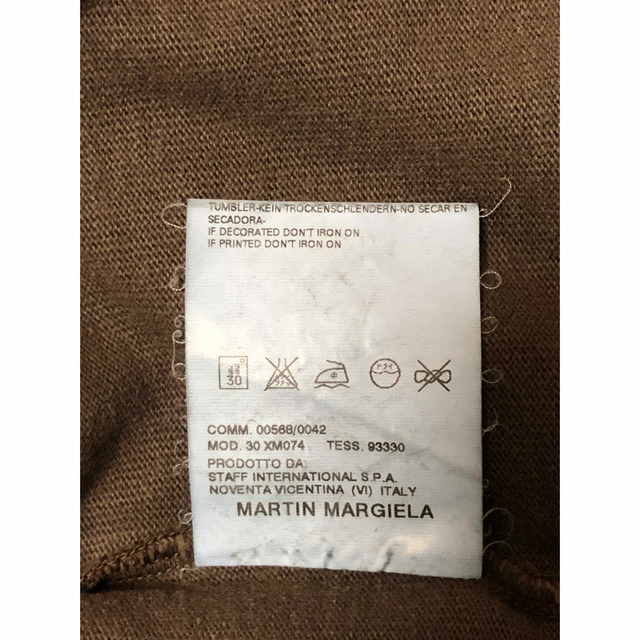 TUMBLER-KEIN TROCKENSCHLENDERN-NO SECAR EN
SECADORA-
IF DECORATED DON'T IRON ON
IF PRINTED DON'T IRON ON
30
COMM. 00568/0042
MOD. 30 XM074 TESS. 93330
PRODOTTO DA:
STAFF INTERNATIONAL S.P.A.
NOVENTA VICENTINA (VI) ITALY
MARTIN MARGIELA